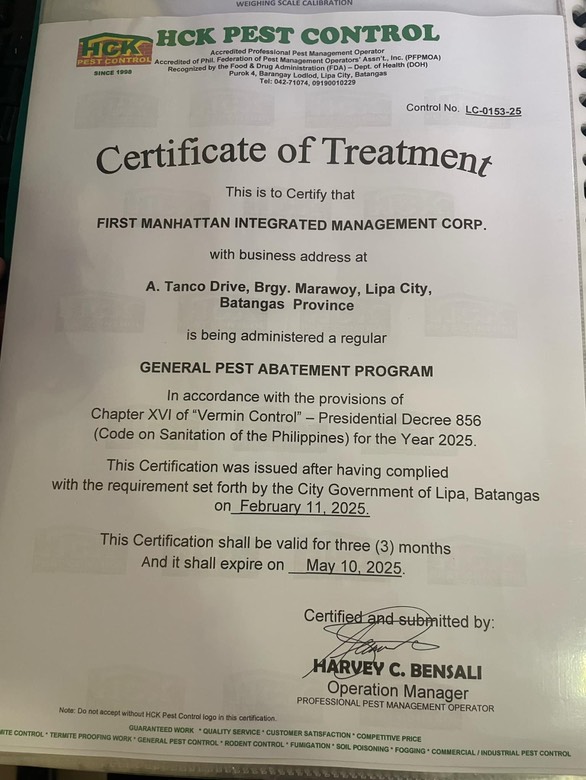 WEIGHING SCALE CALIBRATION
HCK
PEST CONTROL
SINCE 1998
HCK PEST CONTROL
Accredited Professional Pest Management Operator
Accredited of Phil. Federation of Pest Management Operators' Assn't., Inc. (PFPMOA)
Recognized by the Food & Drug Administration (FDA) – Dept. of Health (DOH)
Purok 4, Barangay Lodlod, Lipa City, Batangas
Tel: 042-71074, 09190010229
Control No. LC-0153-25
Certificate of Treatment
This is to Certify that
FIRST MANHATTAN INTEGRATED MANAGEMENT CORP.
with business address at
A. Tanco Drive, Brgy. Marawoy, Lipa City,
Batangas Province
is being administered a regular
GENERAL PEST ABATEMENT PROGRAM
In accordance with the provisions of
Chapter XVI of "Vermin Control" – Presidential Decree 856
(Code on Sanitation of the Philippines) for the Year 2025.
This Certification was issued after having complied
with the requirement set forth by the City Government of Lipa, Batangas
on February 11, 2025.
This Certification shall be valid for three (3) months
And it shall expire on May 10, 2025.
Certified and submitted by:
HARVEY C. BENSALI
Operation Manager
PROFESSIONAL PEST MANAGEMENT OPERATOR
Note: Do not accept without HCK Pest Control logo in this certification.
GUARANTEED WORK * QUALITY SERVICE * CUSTOMER SATISFACTION * COMPETITIVE PRICE
MITE CONTROL * TERMITE PROOFING WORK * GENERAL PEST CONTROL * RODENT CONTROL * FUMIGATION * SOIL POISONING * FOGGING * COMMERCIAL / INDUSTRIAL PEST CONTROL